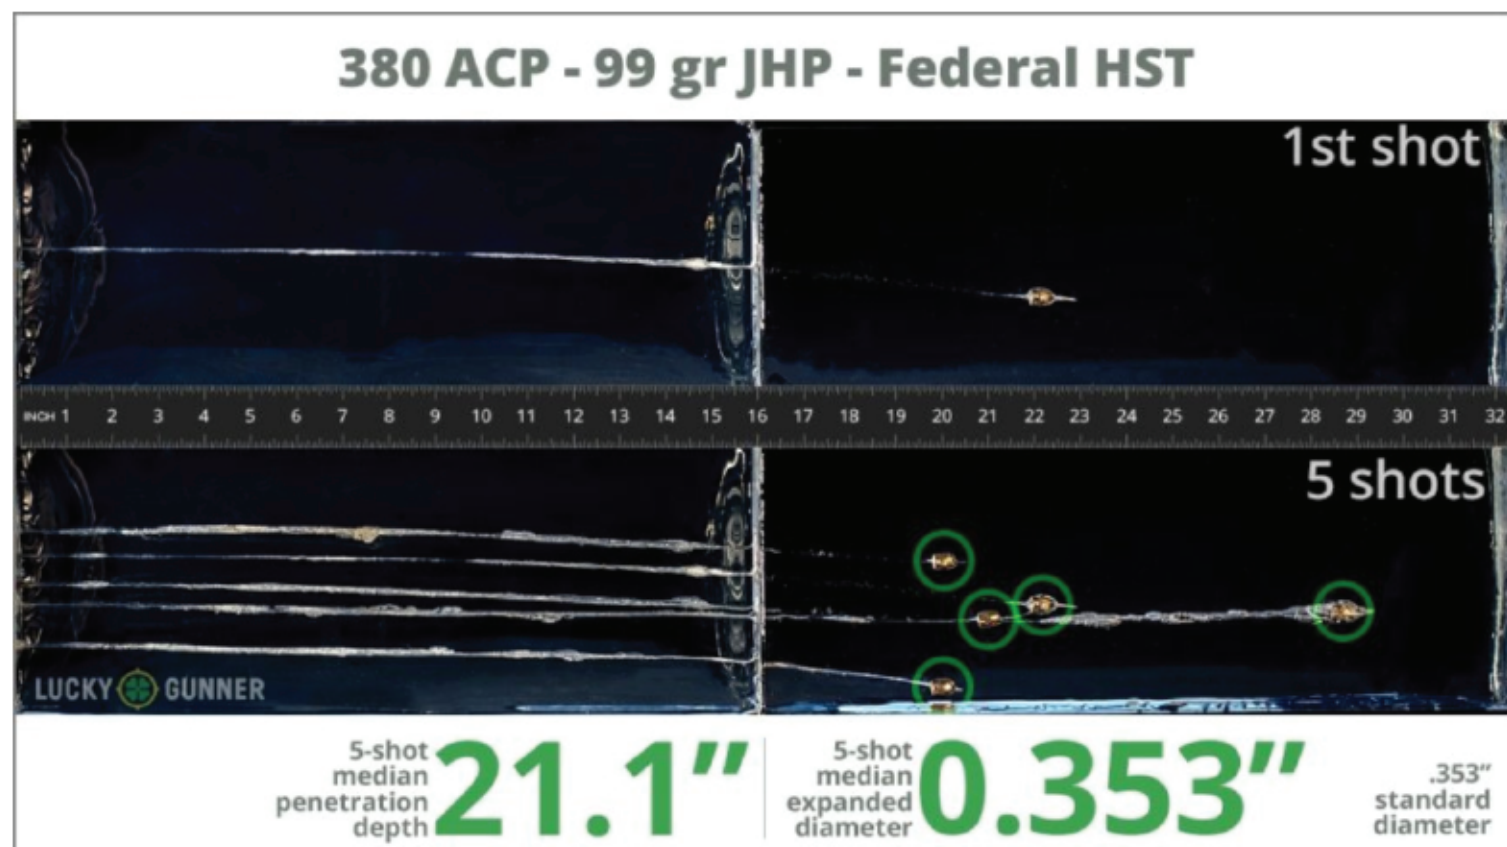 380 ACP - 99 gr JHP - Federal HST
1st shot
INCH 1 2 3 4 5 6 7 8 9 10 11 12 13 14 15 16 17 18 19 20 21 22 23 24 25 26 27 28 29 30 31 32
5 shots
LUCKY GUNNER
5-shot
median
penetration
depth
21.1”
5-shot
median
expanded
diameter
0.353”
.353”
standard
diameter